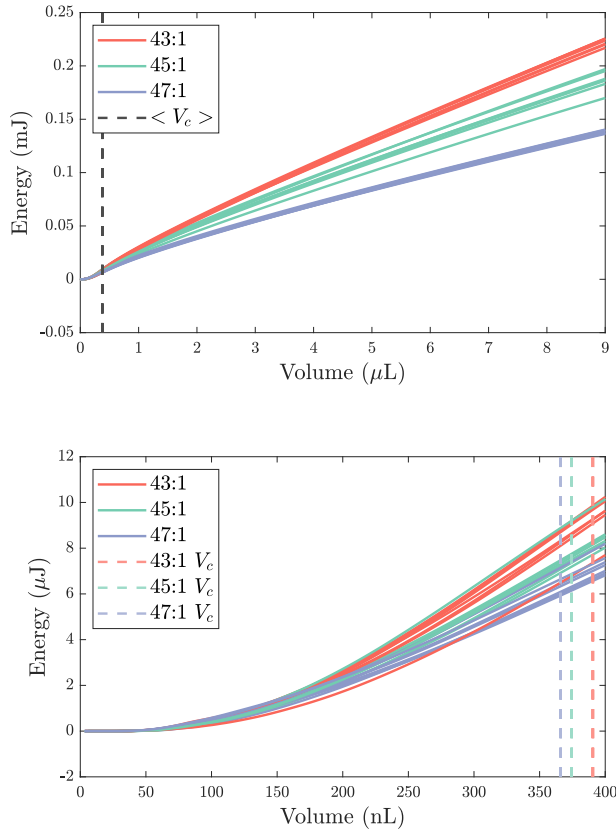 0.25
0.2
0.15
0.1
0.05
0
-0.05
Energy (mJ)
43:1
45:1
47:1
< V_c >
0 1 2 3 4 5 6 7 8 9
Volume (μL)
12
10
8
6
4
2
0
-2
Energy (μJ)
43:1
45:1
47:1
43:1 V_c
45:1 V_c
47:1 V_c
0 50 100 150 200 250 300 350 400
Volume (nL)